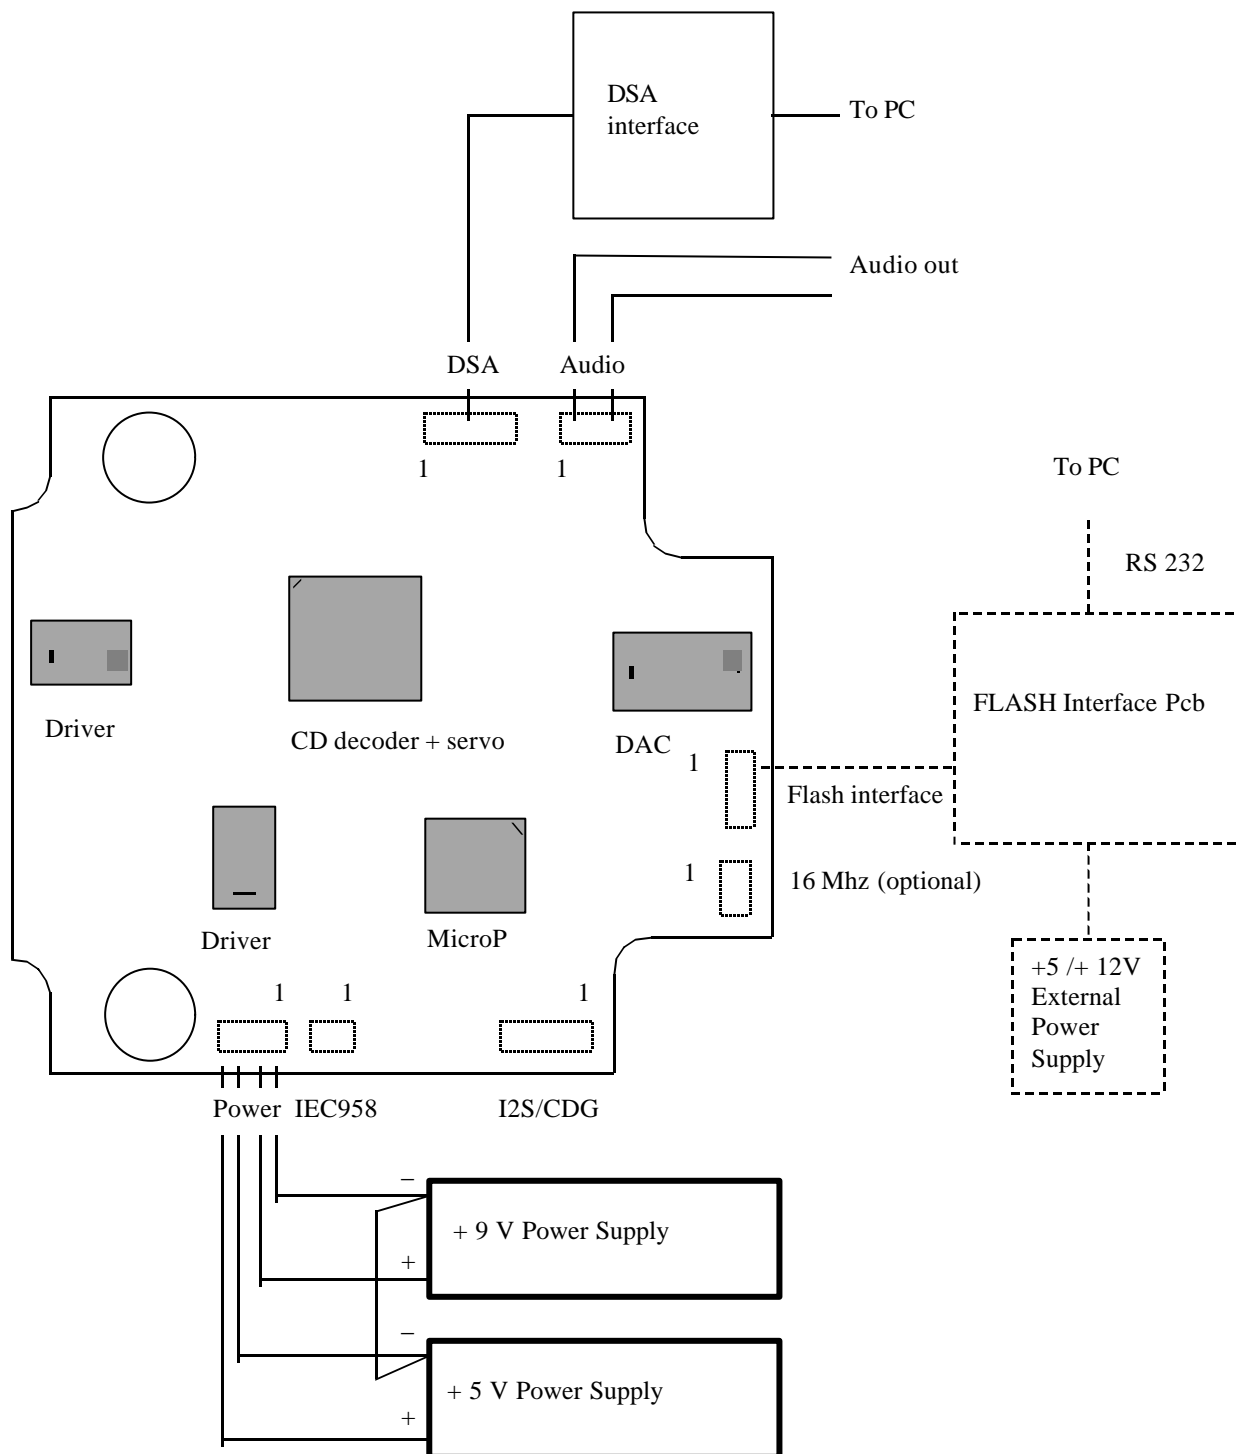 DSA
interface
To PC
Audio out
DSA
Audio
1
1
To PC
RS 232
FLASH Interface Pcb
Driver
CD decoder + servo
DAC
1
Flash interface
1
16 Mhz (optional)
Driver
MicroP
+5 /+ 12V
External
Power
Supply
1
1
1
Power
IEC958
I2S/CDG
−
+ 9 V Power Supply
+
−
+ 5 V Power Supply
+